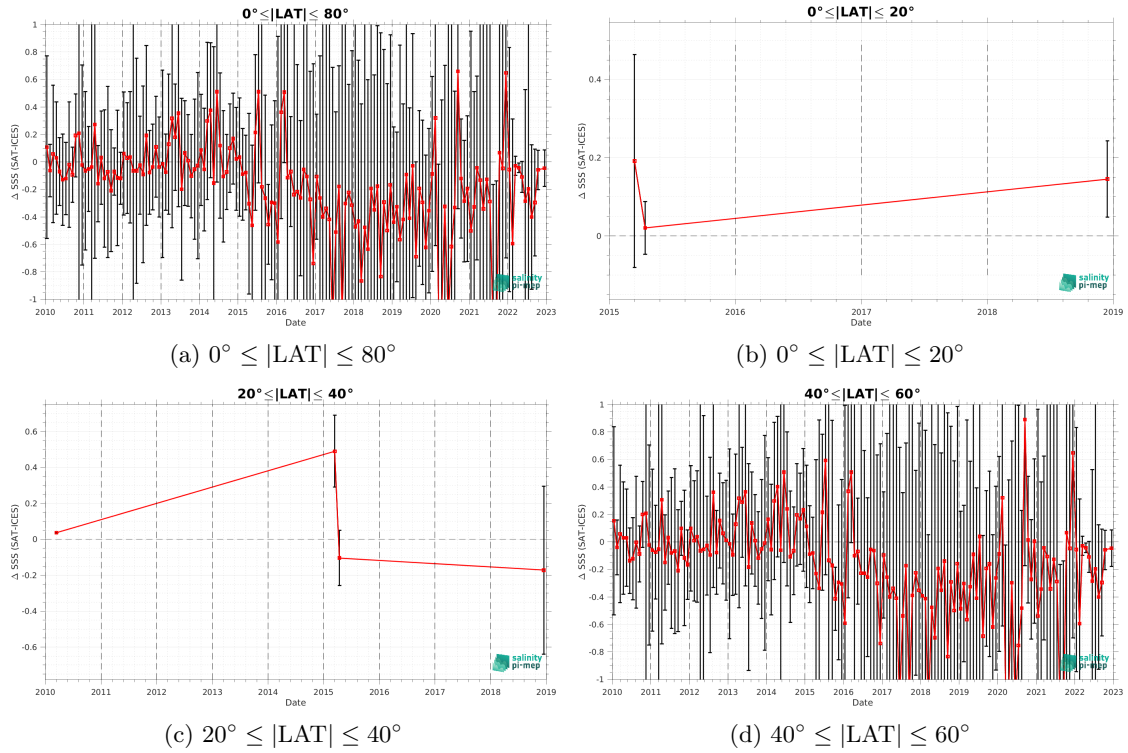 0°≤|LAT|≤ 80°
Δ SSS (SAT-ICES)
1
0.8
0.6
0.4
0.2
0
-0.2
-0.4
-0.6
-0.8
-1
2010 2011 2012 2013 2014 2015 2016 2017 2018 2019 2020 2021 2022 2023
Date
salinity
pi-mep
(a) 0° ≤ |LAT| ≤ 80°
0°≤|LAT|≤ 20°
Δ SSS (SAT-ICES)
0.4
0.2
0
2015 2016 2017 2018 2019
Date
salinity
pi-mep
(b) 0° ≤ |LAT| ≤ 20°
20°≤|LAT|≤ 40°
Δ SSS (SAT-ICES)
0.6
0.4
0.2
0
-0.2
-0.4
-0.6
2010 2011 2012 2013 2014 2015 2016 2017 2018 2019
Date
salinity
pi-mep
(c) 20° ≤ |LAT| ≤ 40°
40°≤|LAT|≤ 60°
Δ SSS (SAT-ICES)
1
0.8
0.6
0.4
0.2
0
-0.2
-0.4
-0.6
-0.8
-1
2010 2011 2012 2013 2014 2015 2016 2017 2018 2019 2020 2021 2022 2023
Date
salinity
pi-mep
(d) 40° ≤ |LAT| ≤ 60°